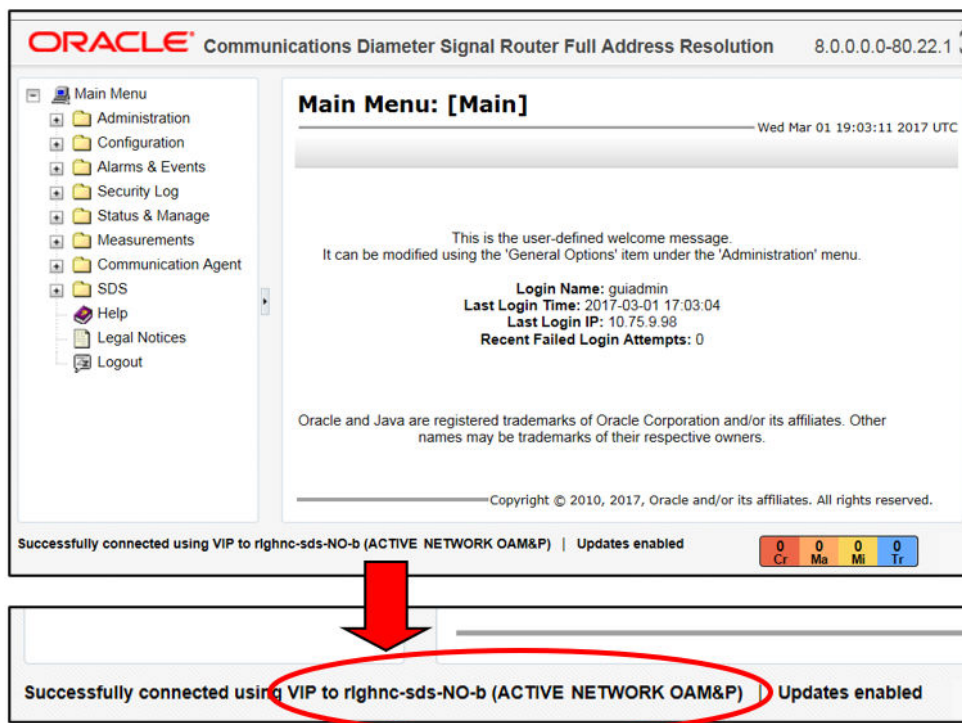 ORACLE® Communications Diameter Signal Router Full Address Resolution 8.0.0.0.0-80.22.1
Main Menu
Administration
Configuration
Alarms & Events
Security Log
Status & Manage
Measurements
Communication Agent
SDS
Help
Legal Notices
Logout
Main Menu: [Main]
Wed Mar 01 19:03:11 2017 UTC
This is the user-defined welcome message.
It can be modified using the 'General Options' item under the 'Administration' menu.
Login Name: guiadmin
Last Login Time: 2017-03-01 17:03:04
Last Login IP: 10.75.9.98
Recent Failed Login Attempts: 0
Oracle and Java are registered trademarks of Oracle Corporation and/or its affiliates. Other
names may be trademarks of their respective owners.
Copyright © 2010, 2017, Oracle and/or its affiliates. All rights reserved.
Successfully connected using VIP to rlghnc-sds-NO-b (ACTIVE NETWORK OAM&P) | Updates enabled
0 0 0 0
Cr Ma Mi Tr
Successfully connected using VIP to rlghnc-sds-NO-b (ACTIVE NETWORK OAM&P) | Updates enabled